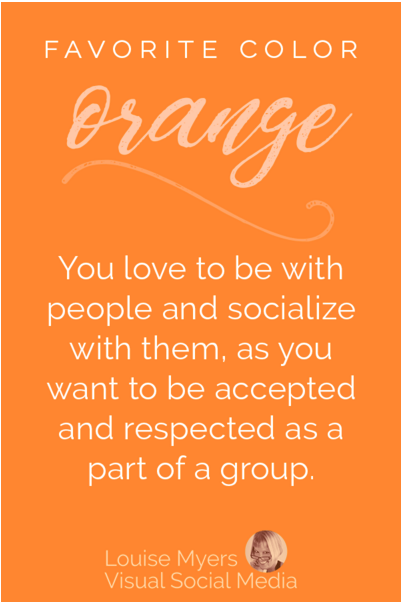 FAVORITE COLOR
orange
You love to be with
people and socialize
with them, as you
want to be accepted
and respected as a
part of a group.
Louise Myers
Visual Social Media